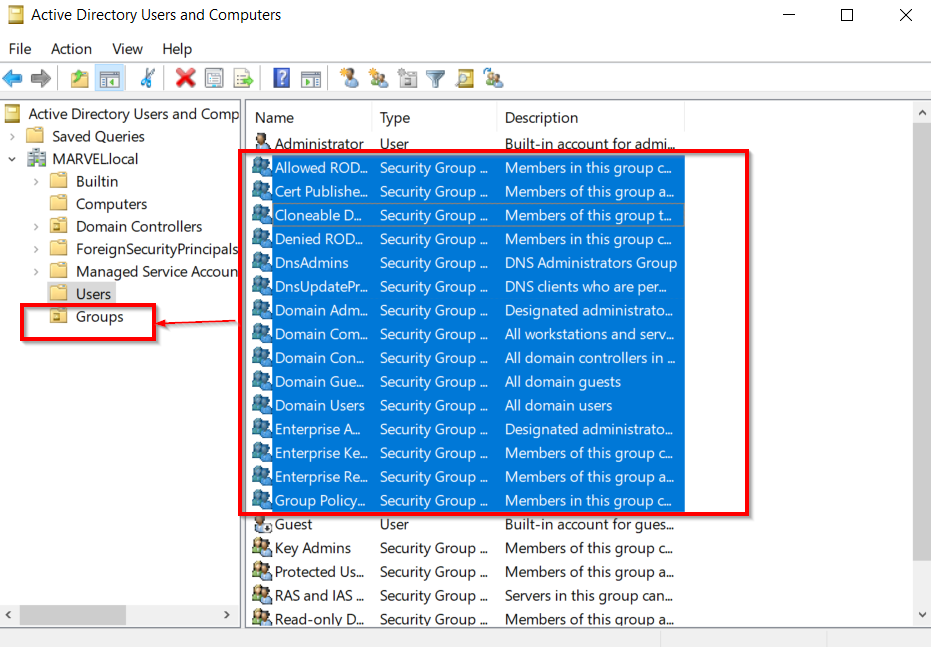 Active Directory Users and Computers
File Action View Help
Active Directory Users and Comp
Saved Queries
MARVEL.local
Builtin
Computers
Domain Controllers
ForeignSecurityPrincipals
Managed Service Accoun
Users
Groups
Name Type Description
Administrator User Built-in account for admi...
Allowed ROD... Security Group ... Members in this group c...
Cert Publishe... Security Group ... Members of this group a...
Cloneable D... Security Group ... Members of this group t...
Denied ROD... Security Group ... Members in this group c...
DnsAdmins Security Group ... DNS Administrators Group
DnsUpdatePr... Security Group ... DNS clients who are per...
Domain Adm... Security Group ... Designated administrato...
Domain Com... Security Group ... All workstations and serv...
Domain Con... Security Group ... All domain controllers in ...
Domain Gue... Security Group ... All domain guests
Domain Users Security Group ... All domain users
Enterprise A... Security Group ... Designated administrato...
Enterprise Ke... Security Group ... Members of this group c...
Enterprise Re... Security Group ... Members of this group a...
Group Policy... Security Group ... Members in this group c...
Guest User Built-in account for gues...
Key Admins Security Group ... Members of this group c...
Protected Us... Security Group ... Members of this group a...
RAS and IAS ... Security Group ... Servers in this group can...
Read-only D... Security Group ... Members of this group a...